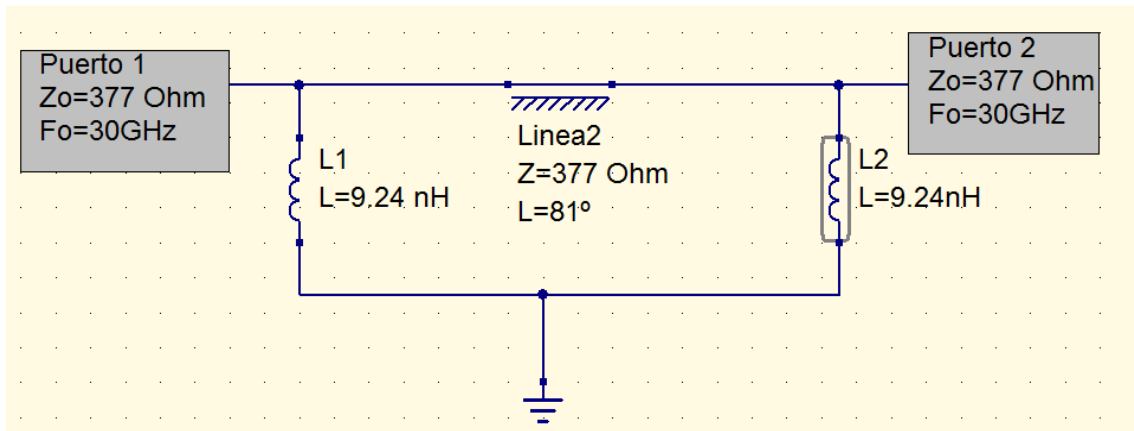 Puerto 1
Zo=377 Ohm
Fo=30GHz
Puerto 2
Zo=377 Ohm
Fo=30GHz
L1
L=9.24 nH
Linea2
Z=377 Ohm
L=81º
L2
L=9.24nH